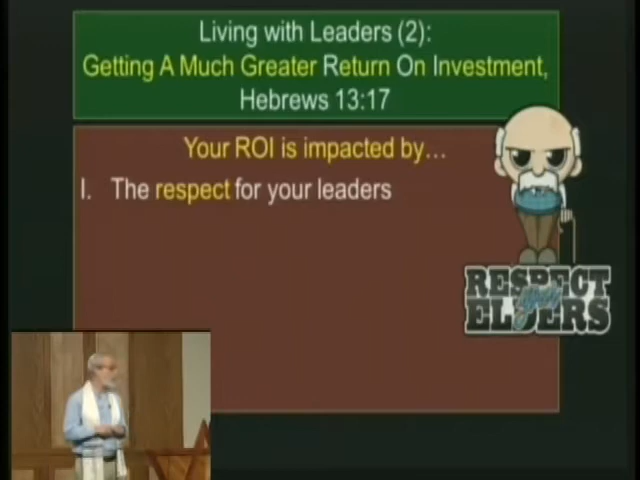 Living with Leaders (2):
Getting A Much Greater Return On Investment,
Hebrews 13:17
Your ROI is impacted by...
I. The respect for your leaders
RESPECT
your
ELDERS